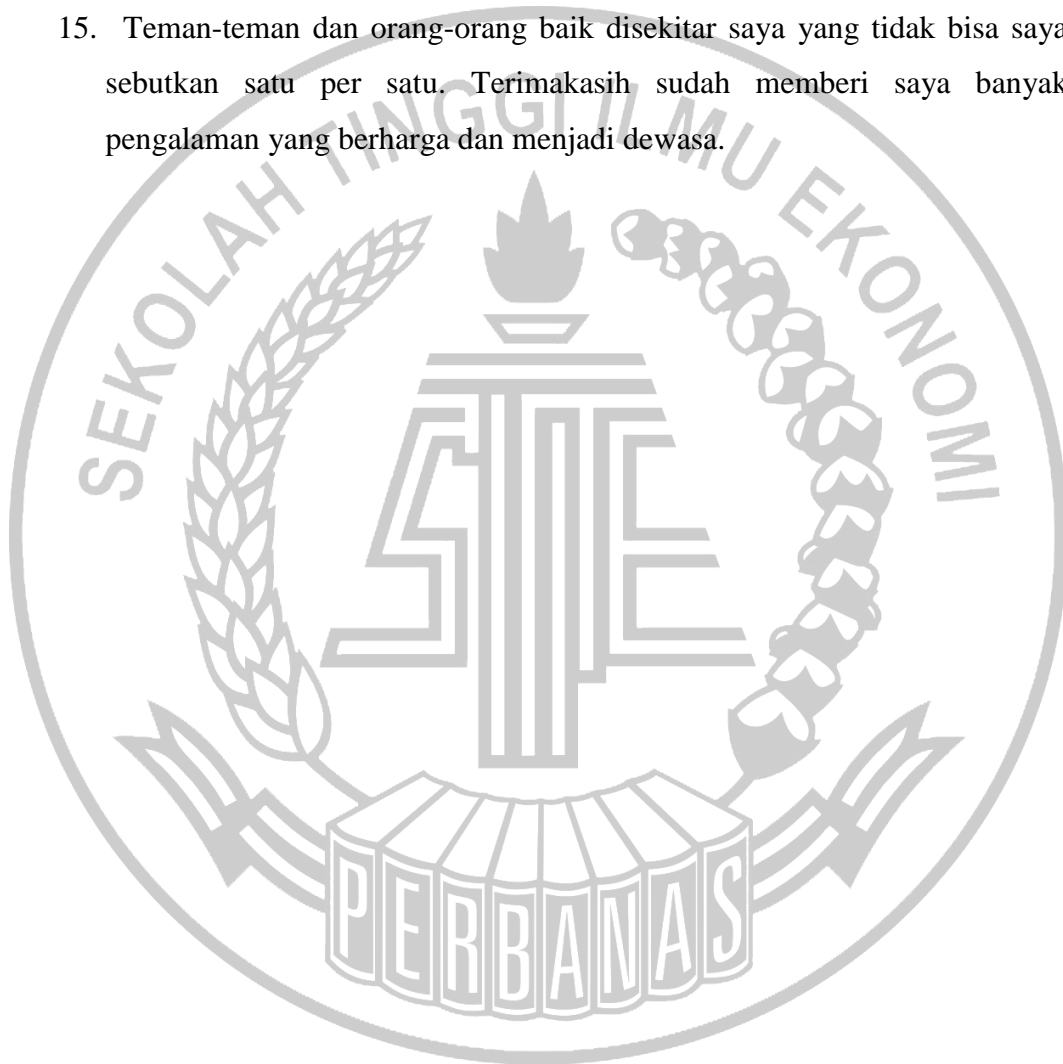 15. Teman-teman dan orang-orang baik disekitar saya yang tidak bisa saya
sebutkan satu per satu. Terimakasih sudah memberi saya banyak
pengalaman yang berharga dan menjadi dewasa.
SEKOLAH TINGGI ILMU EKONOMI
STIE
PERBANAS